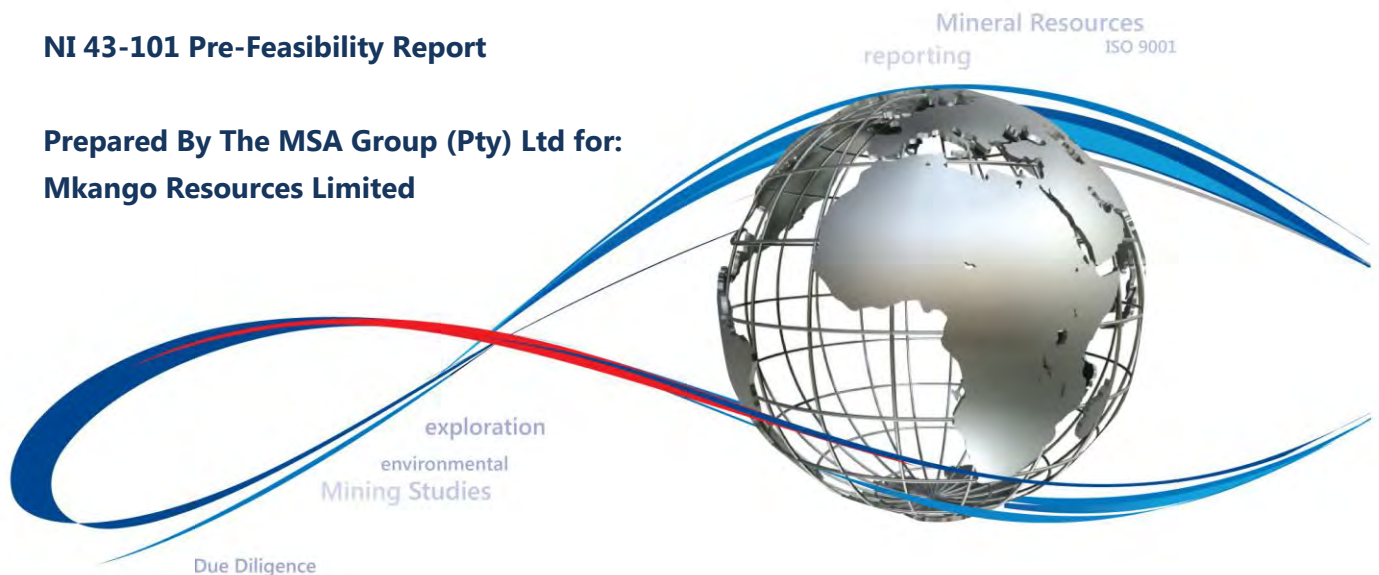 NI 43-101 Pre-Feasibility Report
Prepared By The MSA Group (Pty) Ltd for:
Mkango Resources Limited
Mineral Resources
ISO 9001
reporting
exploration
environmental
Mining Studies
Due Diligence